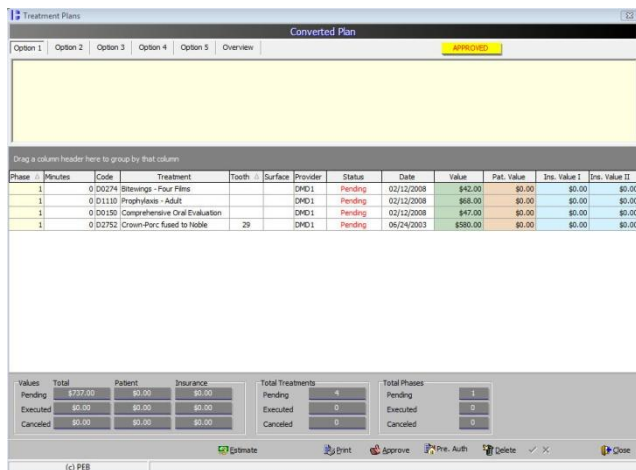 Treatment Plans
Converted Plan
Option 1 Option 2 Option 3 Option 4 Option 5 Overview APPROVED
Drag a column header here to group by that column
Phase Minutes Code Treatment Tooth Surface Provider Status Date Value Pat. Value Ins. Value I Ins. Value II
1 0 D0274 Bitewings - Four Films DMD1 Pending 02/12/2008 $42.00 $0.00 $0.00 $0.00
1 0 D1110 Prophylaxis - Adult DMD1 Pending 02/12/2008 $68.00 $0.00 $0.00 $0.00
1 0 D0150 Comprehensive Oral Evaluation DMD1 Pending 02/12/2008 $47.00 $0.00 $0.00 $0.00
1 0 D2752 Crown-Porc fused to Noble 29 DMD1 Pending 06/24/2003 $580.00 $0.00 $0.00 $0.00
Values Total Patient Insurance Total Treatments Total Phases
Pending $737.00 $0.00 $0.00 Pending 4 Pending 1
Executed $0.00 $0.00 $0.00 Executed 0 Executed 0
Canceled $0.00 $0.00 $0.00 Canceled 0 Canceled 0
Estimate Print Approve Pre. Auth Delete Close
(c) PEB